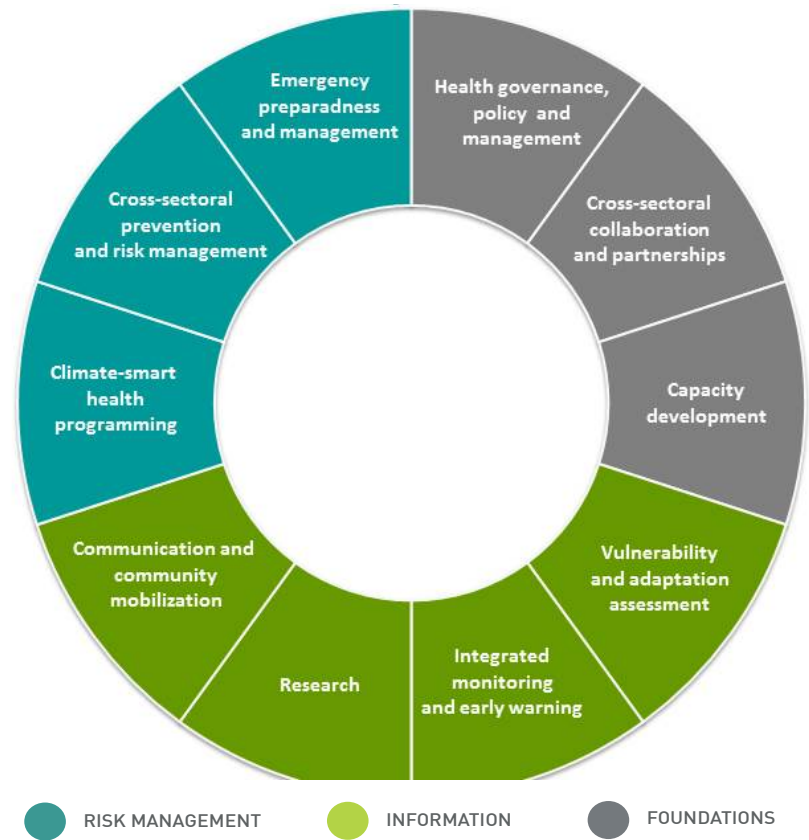 Emergency
preparadness
and management
Health governance,
policy and
management
Cross-sectoral
collaboration
and partnerships
Capacity
development
Vulnerability
and adaptation
assessment
Integrated
monitoring
and early warning
Research
Communication and
community
mobilization
Climate-smart
health
programming
Cross-sectoral
prevention
and risk management
RISK MANAGEMENT
INFORMATION
FOUNDATIONS